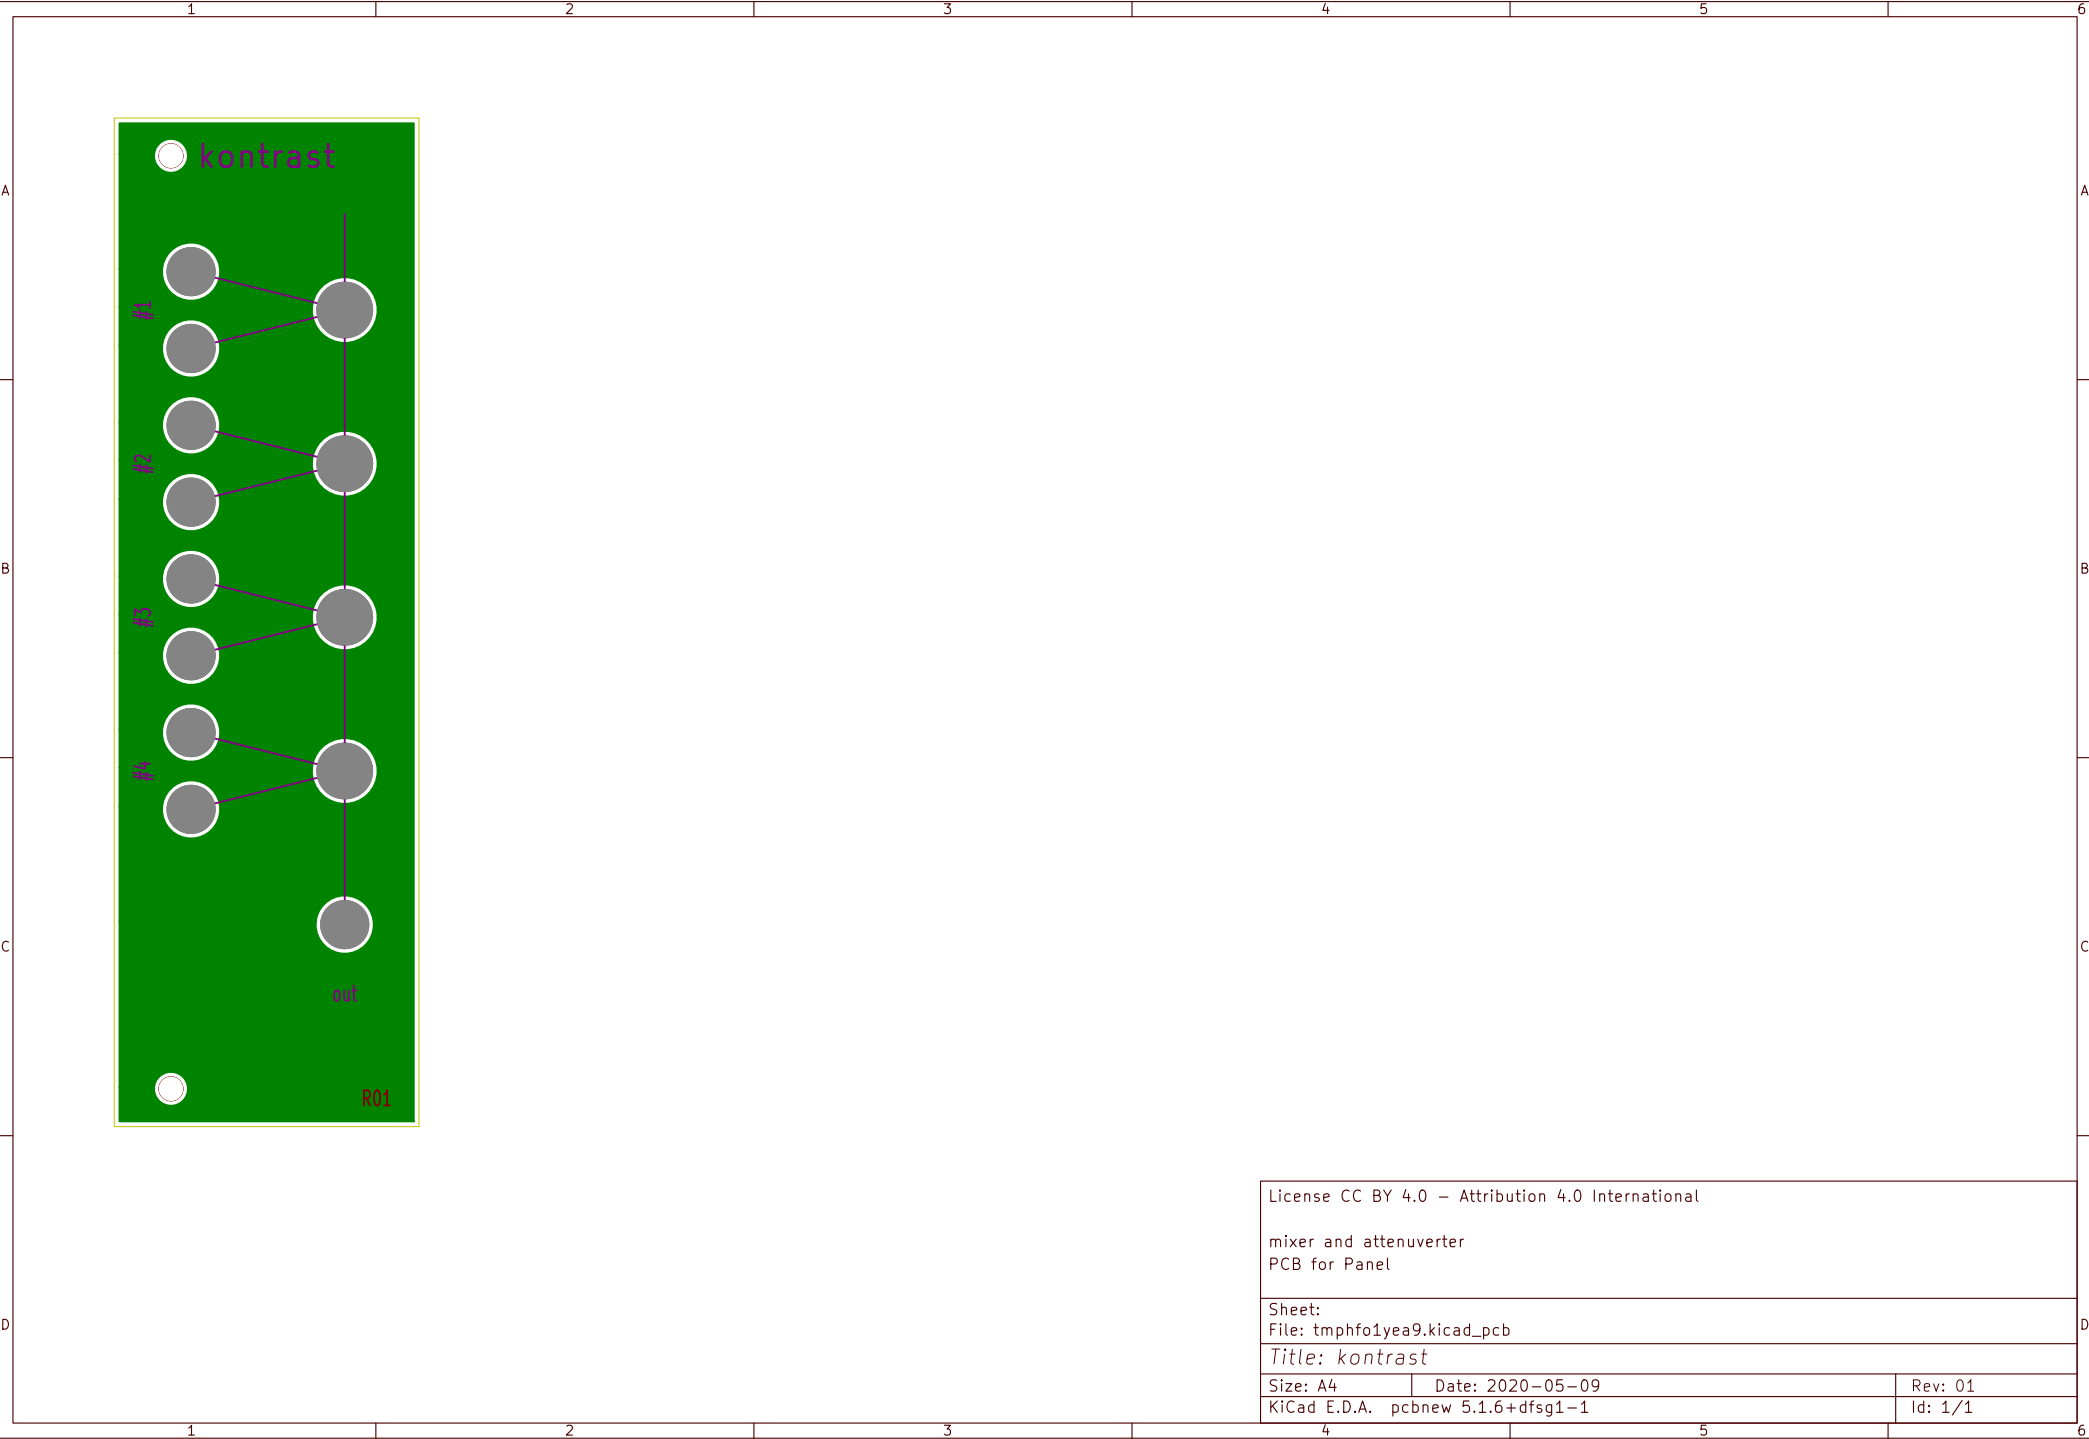 1 2 3 4 5 6
A A
B B
C C
D D
kontrast
#1
#2
#3
#4
out
R01
License CC BY 4.0 – Attribution 4.0 International
mixer and attenuverter
PCB for Panel
Sheet:
File: tmphfo1yea9.kicad_pcb
Title: kontrast
Size: A4 Date: 2020-05-09 Rev: 01
KiCad E.D.A. pcbnew 5.1.6+dfsg1-1 Id: 1/1
1 2 3 4 5 6